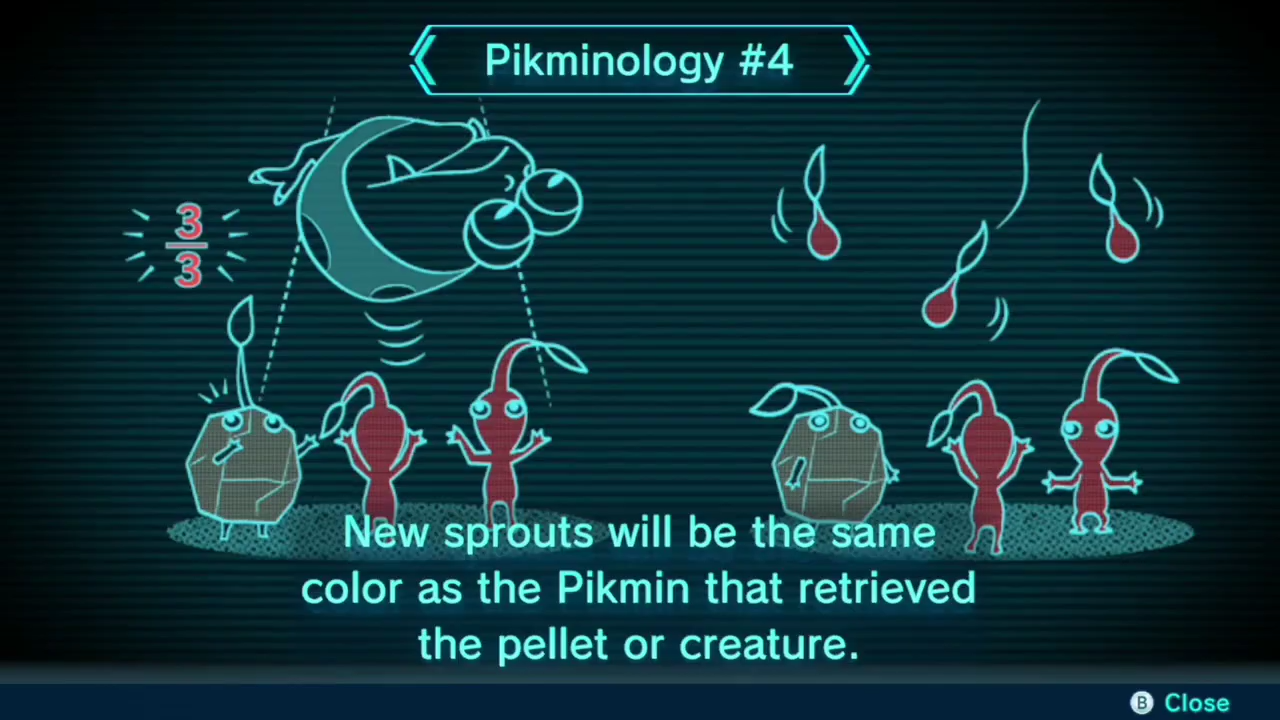 Pikminology #4
3
3
New sprouts will be the same
color as the Pikmin that retrieved
the pellet or creature.
B Close